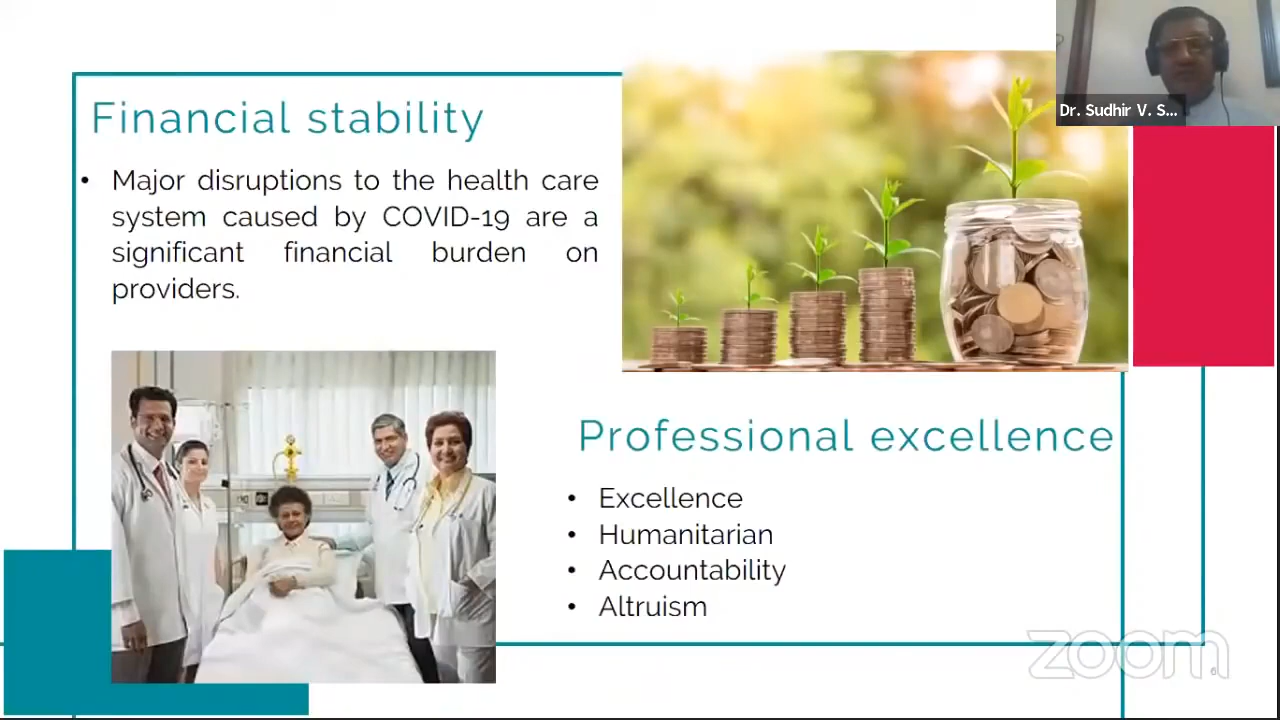 Dr. Sudhir V. S...
Financial stability
• Major disruptions to the health care
system caused by COVID-19 are a
significant financial burden on
providers.
Professional excellence
• Excellence
• Humanitarian
• Accountability
• Altruism
zoom